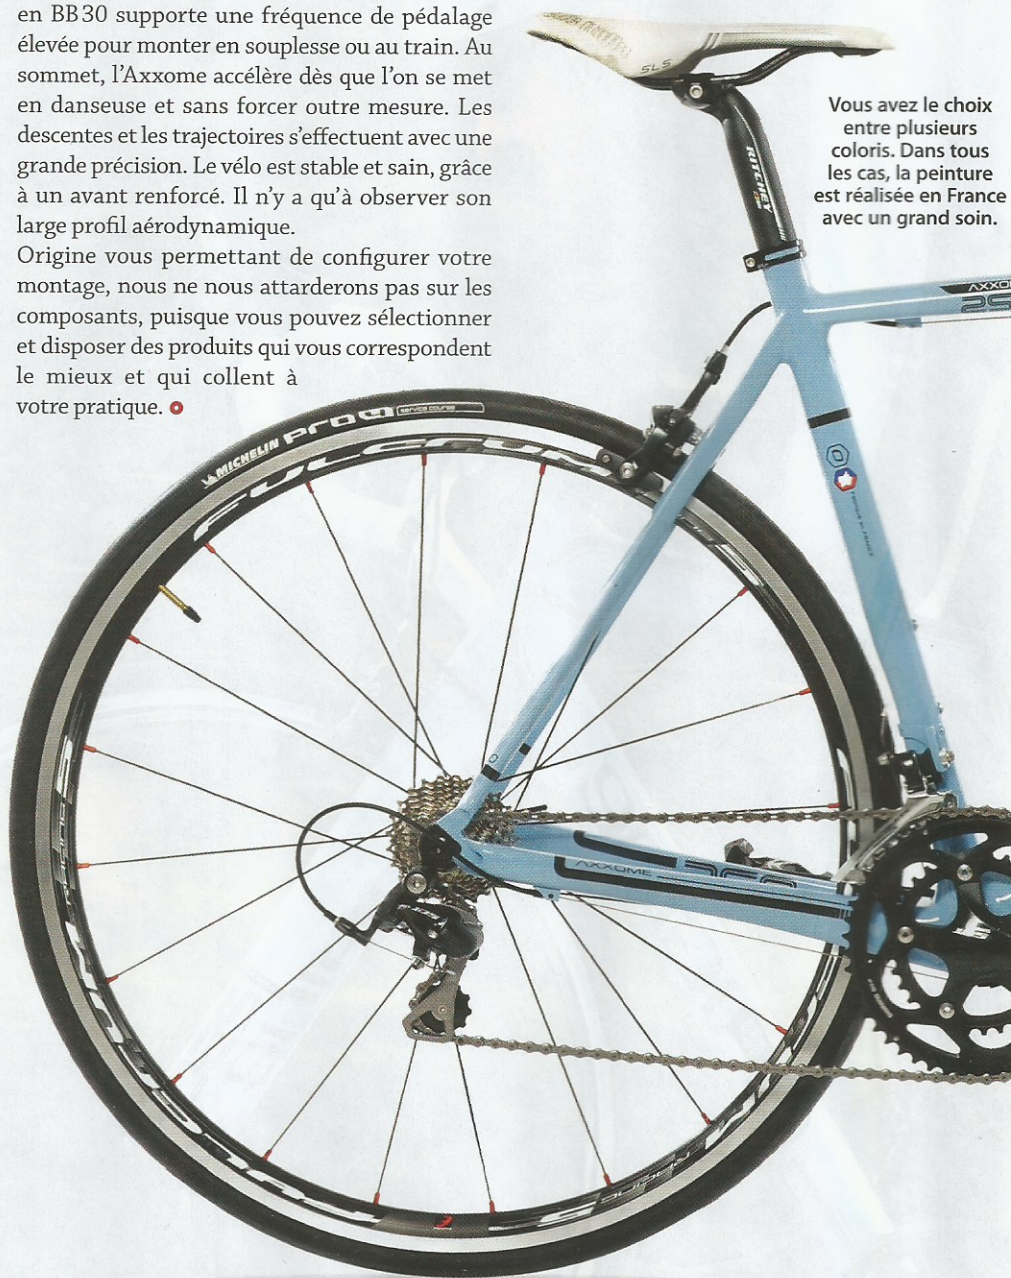 en BB30 supporte une fréquence de pédalage
élevée pour monter en souplesse ou au train. Au
sommet, l'Axxome accélère dès que l'on se met
en danseuse et sans forcer outre mesure. Les
descentes et les trajectoires s'effectuent avec une
grande précision. Le vélo est stable et sain, grâce
à un avant renforcé. Il n'y a qu'à observer son
large profil aérodynamique.
Origine vous permettant de configurer votre
montage, nous ne nous attarderons pas sur les
composants, puisque vous pouvez sélectionner
et disposer des produits qui vous correspondent
le mieux et qui collent à
votre pratique.
Vous avez le choix
entre plusieurs
coloris. Dans tous
les cas, la peinture
est réalisée en France
avec un grand soin.
SLS
RITCHEY
MICHELIN PRO4 service course
FULCRUM
AXXOME
FULCRUM